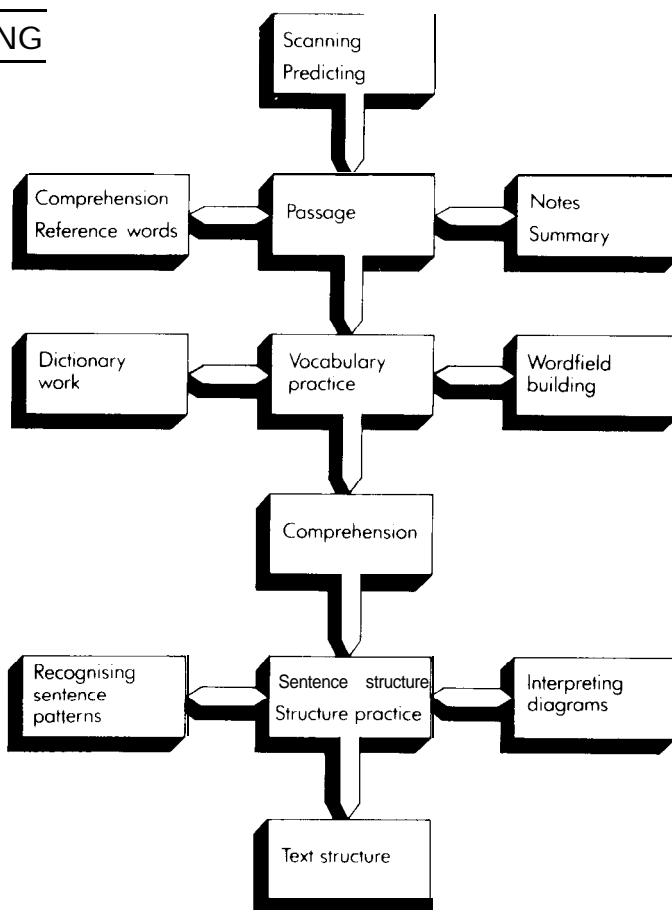 NG
Scanning
Predicting
Comprehension
Reference words
Passage
Notes
Summary
Dictionary
work
Vocabulary
practice
Wordfield
building
Comprehension
Recognising
sentence
patterns
Sentence structure
Structure practice
Interpreting
diagrams
Text structure